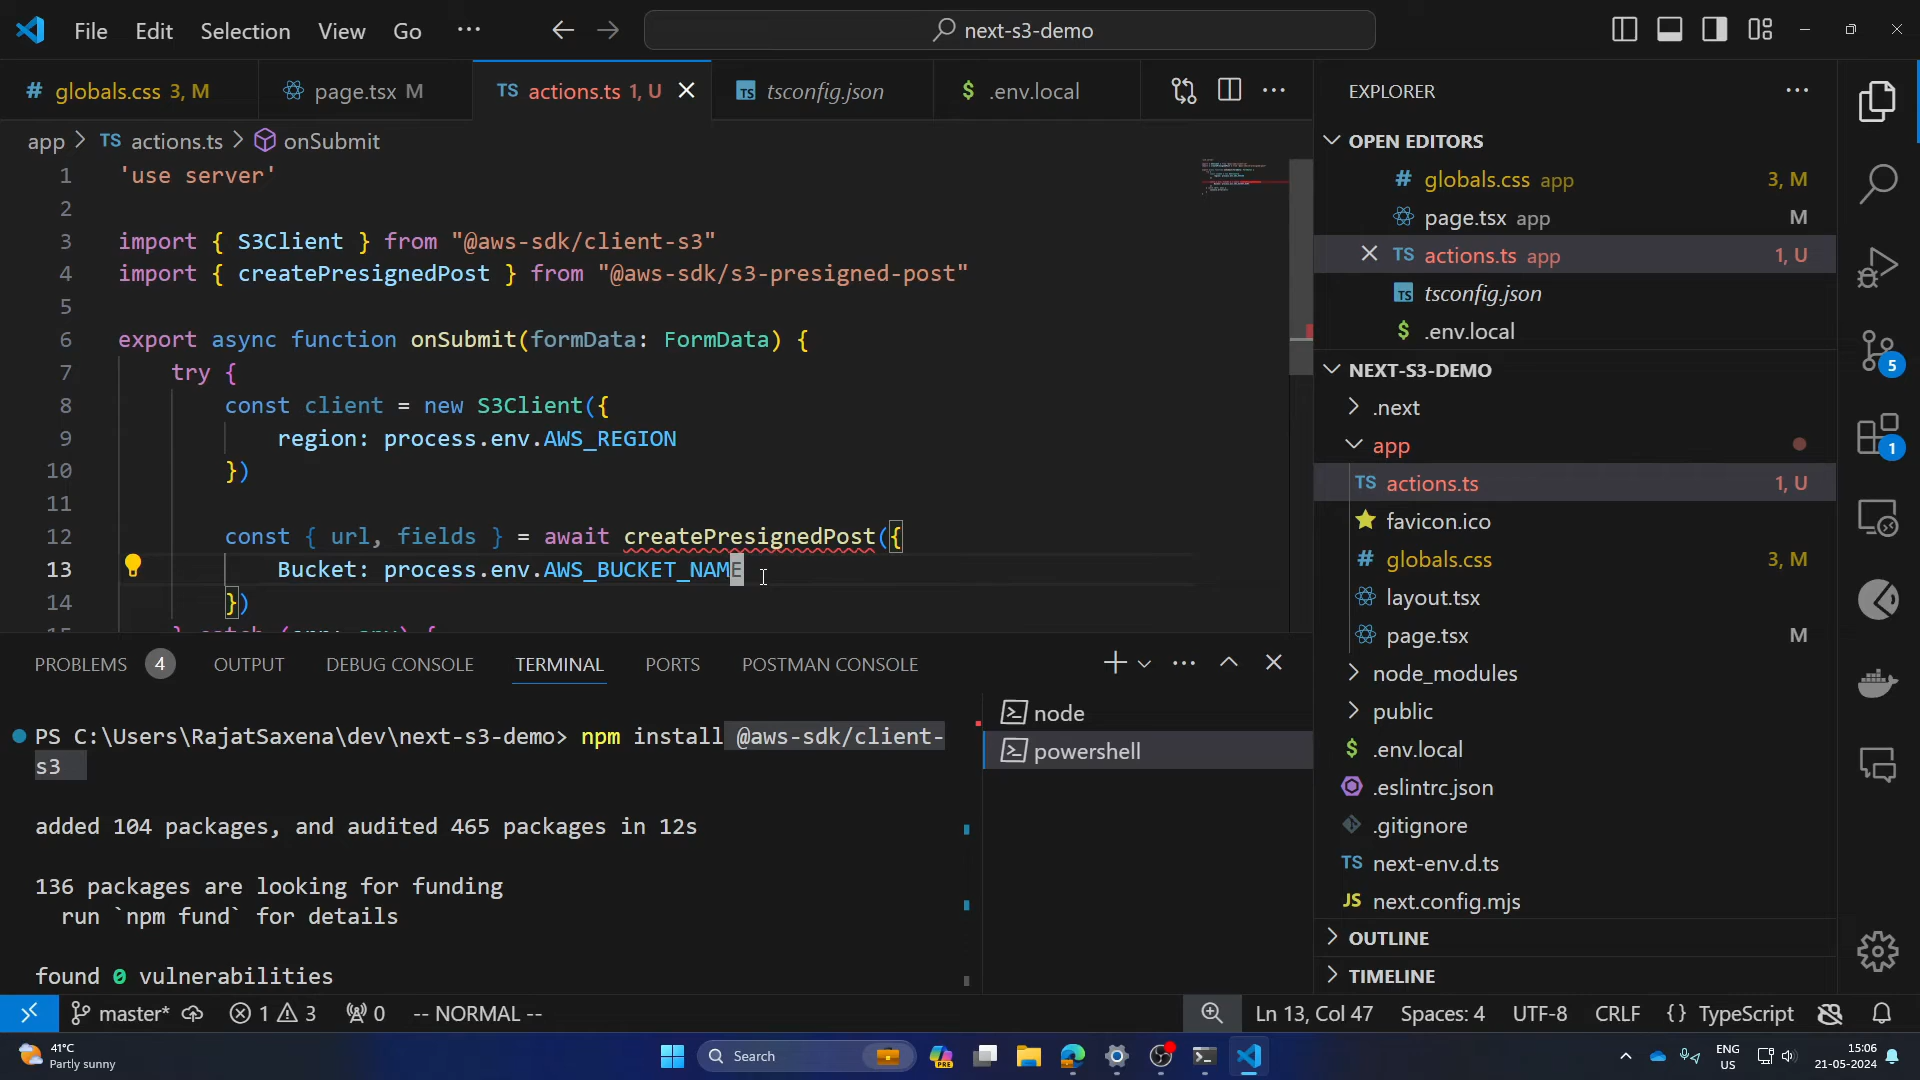 File Edit Selection View Go ··· next-s3-demo
# globals.css 3, M page.tsx M TS actions.ts 1, U TS tsconfig.json $ .env.local
app > TS actions.ts > onSubmit
1 'use server'
2
3 import { S3Client } from "@aws-sdk/client-s3"
4 import { createPresignedPost } from "@aws-sdk/s3-presigned-post"
5
6 export async function onSubmit(formData: FormData) {
7 try {
8 const client = new S3Client({
9 region: process.env.AWS_REGION
10 })
11
12 const { url, fields } = await createPresignedPost({
13 Bucket: process.env.AWS_BUCKET_NAME
14 })
PROBLEMS 4 OUTPUT DEBUG CONSOLE TERMINAL PORTS POSTMAN CONSOLE
PS C:\Users\RajatSaxena\dev\next-s3-demo> npm install @aws-sdk/client-
s3
added 104 packages, and audited 465 packages in 12s
136 packages are looking for funding
run `npm fund` for details
found 0 vulnerabilities
node
powershell
EXPLORER
OPEN EDITORS
# globals.css app 3, M
page.tsx app M
TS actions.ts app 1, U
TS tsconfig.json
$ .env.local
NEXT-S3-DEMO
.next
app
TS actions.ts 1, U
favicon.ico
# globals.css 3, M
layout.tsx
page.tsx M
node_modules
public
$ .env.local
.eslintrc.json
.gitignore
TS next-env.d.ts
JS next.config.mjs
OUTLINE
TIMELINE
5
1
master* 1 3 0 -- NORMAL -- Ln 13, Col 47 Spaces: 4 UTF-8 CRLF {} TypeScript
41°C
Partly sunny
Search
PRE
ENG
US
15:06
21-05-2024